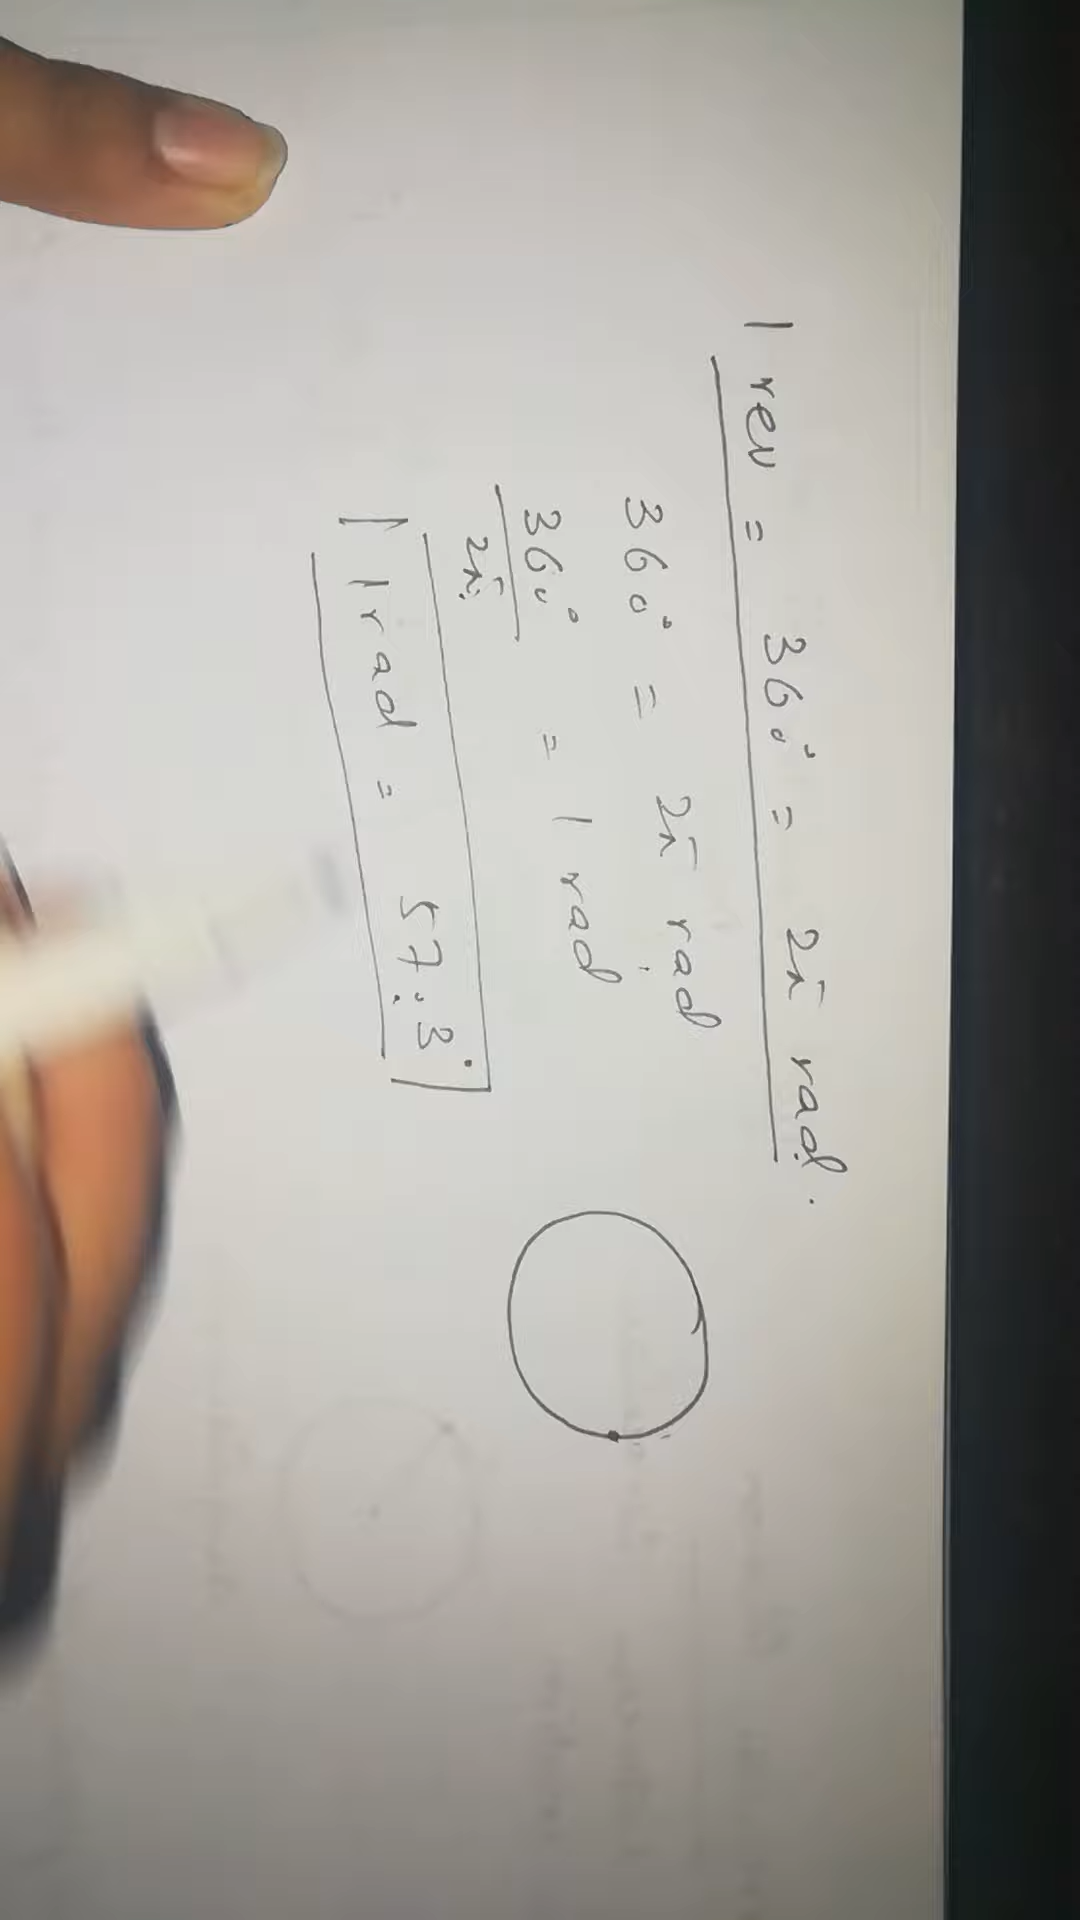 1 rev = 360° = 2π rad.
360° = 2π rad
360° / 2π = 1 rad
1 rad = 57.3°